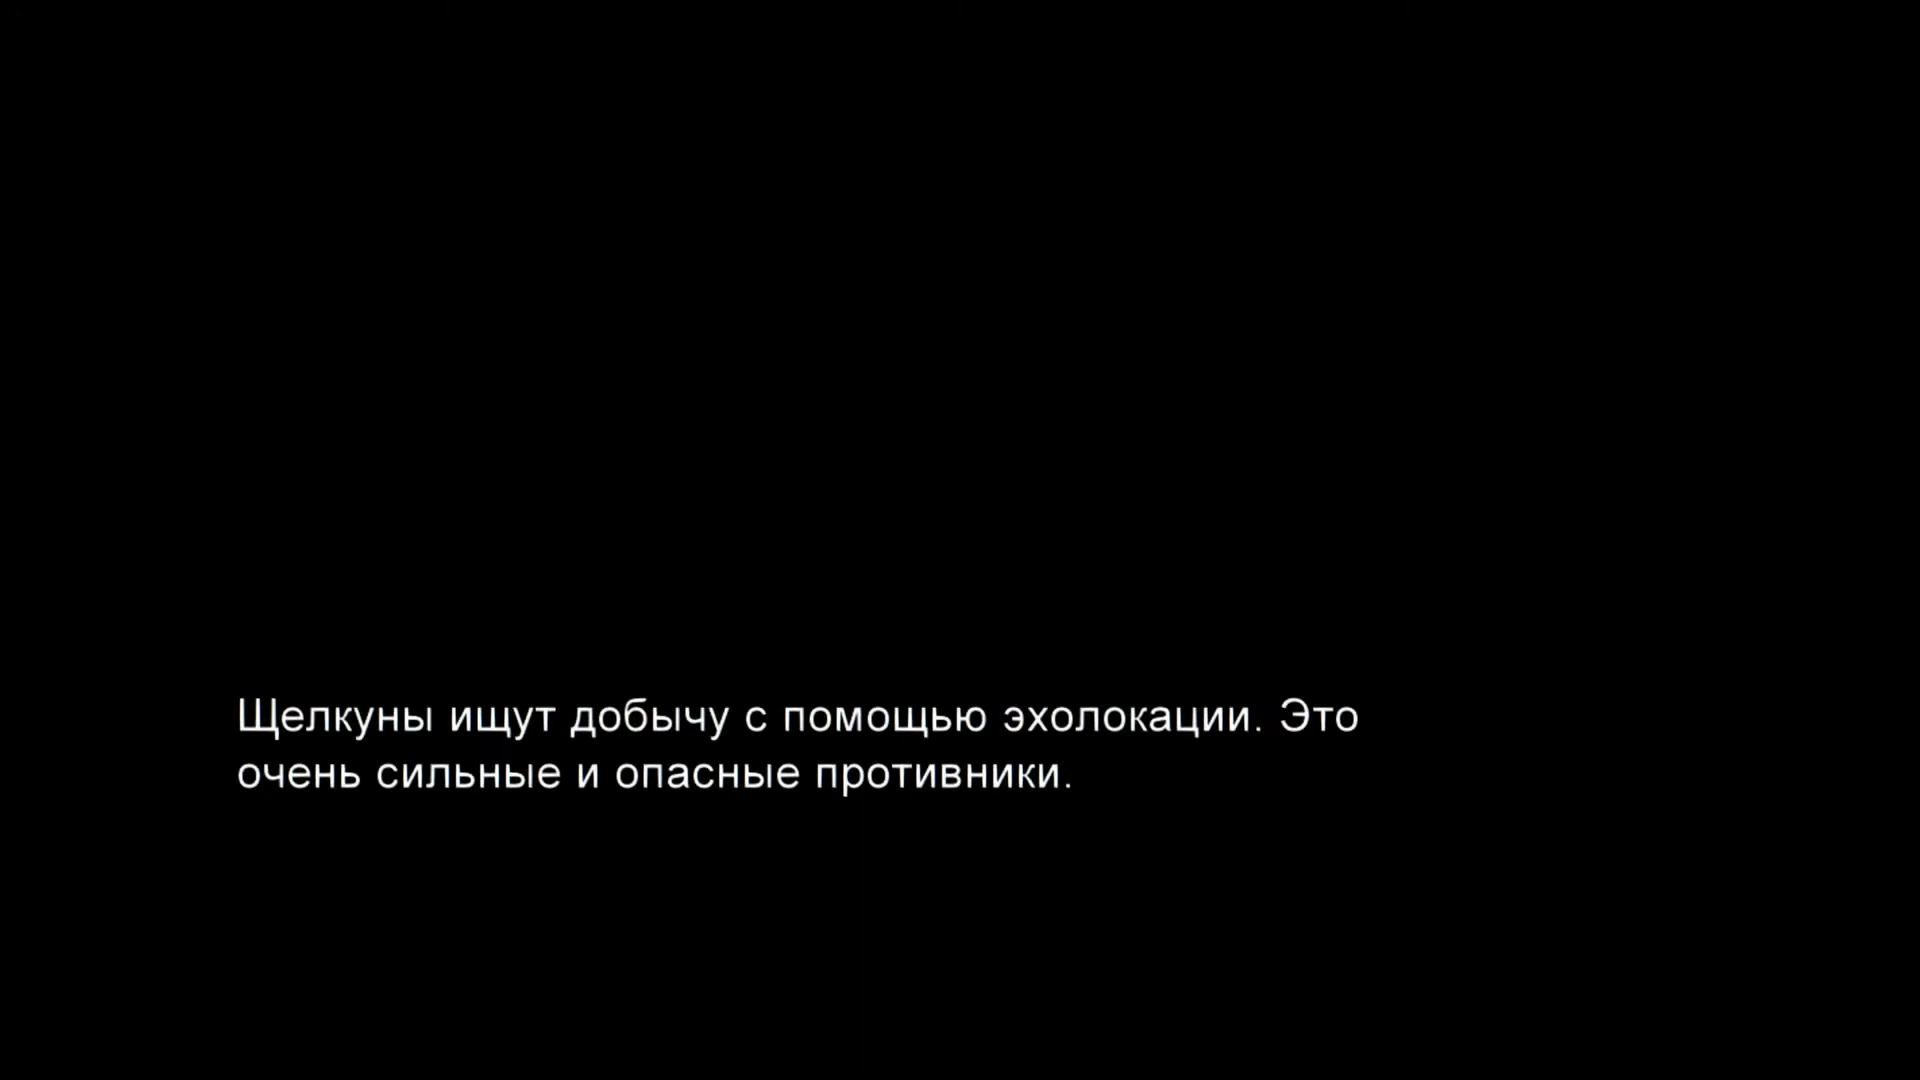 Щелкуны ищут добычу с помощью эхолокации. Это
очень сильные и опасные противники.